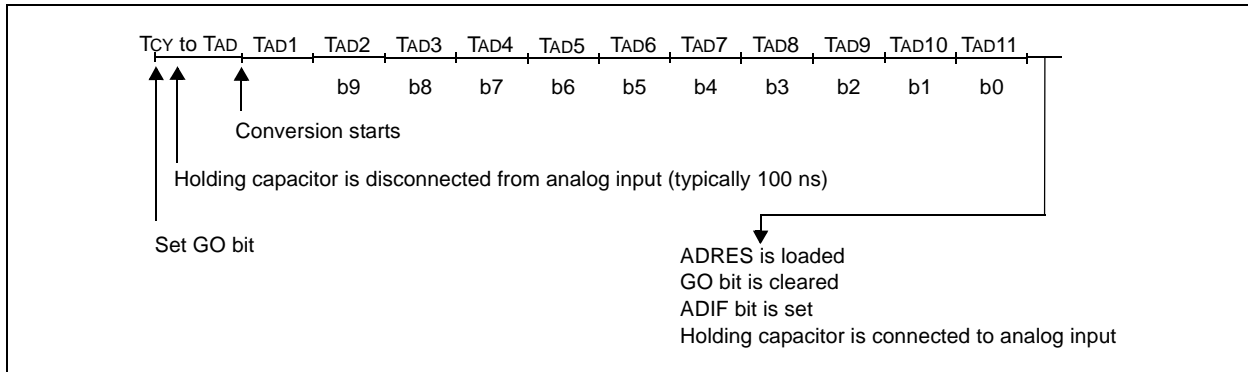 TCY to TAD TAD1 TAD2 TAD3 TAD4 TAD5 TAD6 TAD7 TAD8 TAD9 TAD10 TAD11
b9 b8 b7 b6 b5 b4 b3 b2 b1 b0
Conversion starts
Holding capacitor is disconnected from analog input (typically 100 ns)
Set GO bit
ADRES is loaded
GO bit is cleared
ADIF bit is set
Holding capacitor is connected to analog input